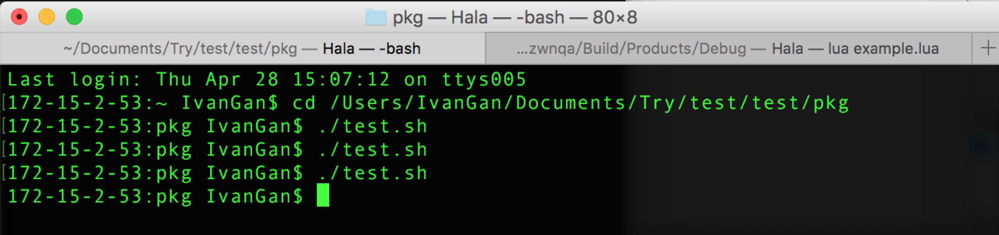 pkg — Hala — -bash — 80×8
~/Documents/Try/test/test/pkg — Hala — -bash
...zwnqa/Build/Products/Debug — Hala — lua example.lua
+
Last login: Thu Apr 28 15:07:12 on ttys005
[172-15-2-53:~ IvanGan$ cd /Users/IvanGan/Documents/Try/test/test/pkg
[172-15-2-53:pkg IvanGan$ ./test.sh
[172-15-2-53:pkg IvanGan$ ./test.sh
[172-15-2-53:pkg IvanGan$ ./test.sh
172-15-2-53:pkg IvanGan$